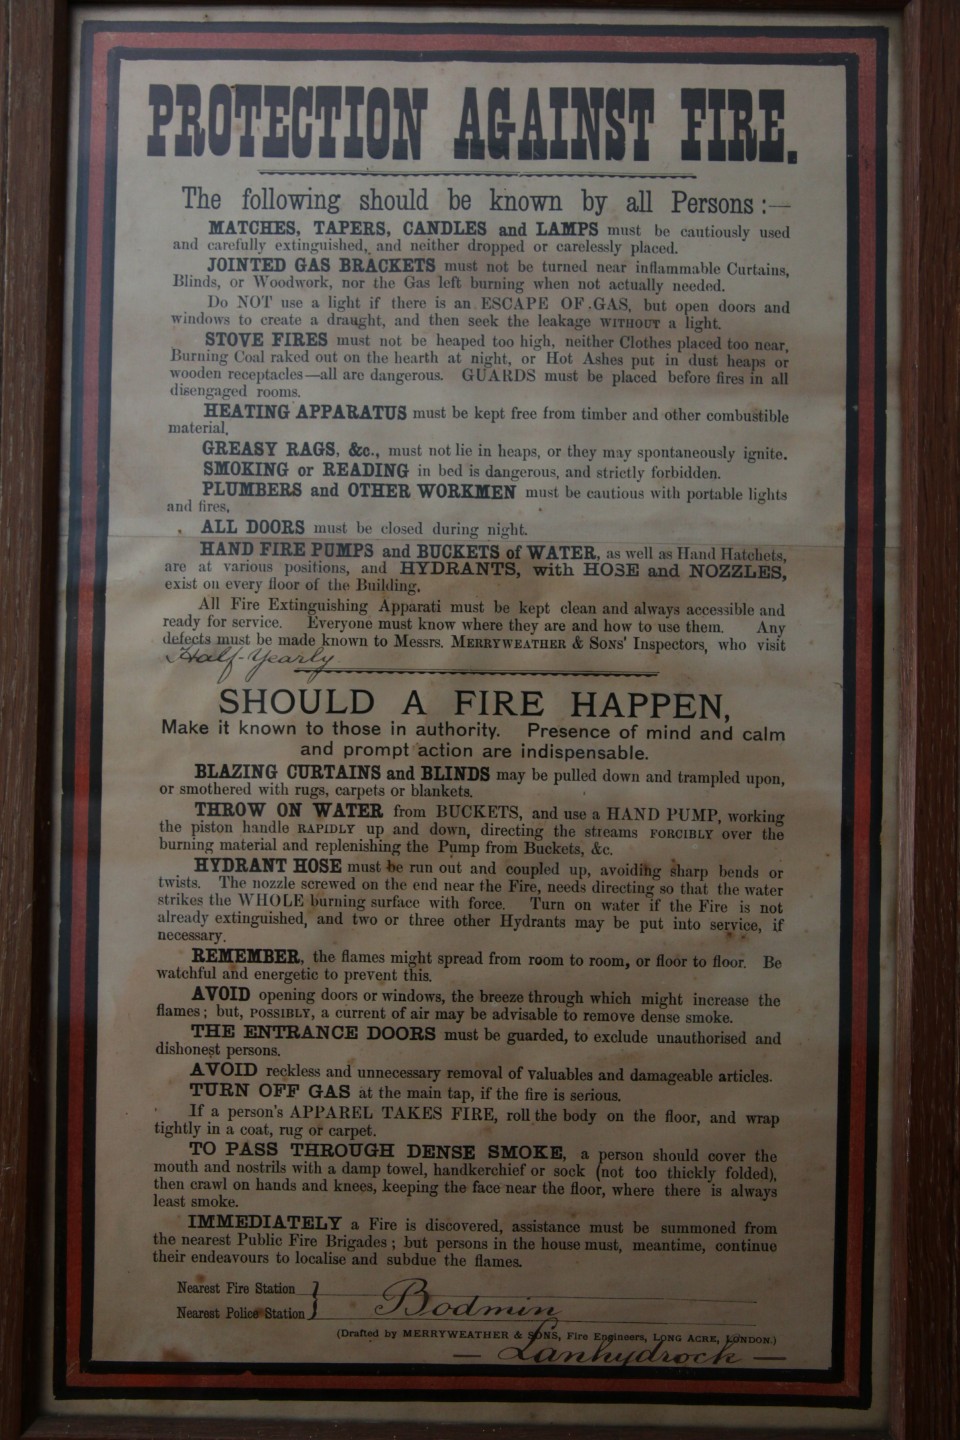 PROTECTION AGAINST FIRE.
The following should be known by all Persons :—
MATCHES, TAPERS, CANDLES and LAMPS must be cautiously used
and carefully extinguished, and neither dropped or carelessly placed.
JOINTED GAS BRACKETS must not be turned near inflammable Curtains,
Blinds, or Woodwork, nor the Gas left burning when not actually needed.
Do NOT use a light if there is an ESCAPE OF GAS, but open doors and
windows to create a draught, and then seek the leakage WITHOUT a light.
STOVE FIRES must not be heaped too high, neither Clothes placed too near,
Burning Coal raked out on the hearth at night, or Hot Ashes put in dust heaps or
wooden receptacles—all are dangerous. GUARDS must be placed before fires in all
disengaged rooms.
HEATING APPARATUS must be kept free from timber and other combustible
material.
GREASY RAGS, &c., must not lie in heaps, or they may spontaneously ignite.
SMOKING or READING in bed is dangerous, and strictly forbidden.
PLUMBERS and OTHER WORKMEN must be cautious with portable lights
and fires.
ALL DOORS must be closed during night.
HAND FIRE PUMPS and BUCKETS of WATER, as well as Hand Hatchets,
are at various positions, and HYDRANTS, with HOSE and NOZZLES,
exist on every floor of the Building.
All Fire Extinguishing Apparati must be kept clean and always accessible and
ready for service. Everyone must know where they are and how to use them. Any
defects must be made known to Messrs. MERRYWEATHER & SONS' Inspectors, who visit
Half-Yearly
SHOULD A FIRE HAPPEN,
Make it known to those in authority. Presence of mind and calm
and prompt action are indispensable.
BLAZING CURTAINS and BLINDS may be pulled down and trampled upon,
or smothered with rugs, carpets or blankets.
THROW ON WATER from BUCKETS, and use a HAND PUMP, working
the piston handle RAPIDLY up and down, directing the streams FORCIBLY over the
burning material and replenishing the Pump from Buckets, &c.
HYDRANT HOSE must be run out and coupled up, avoiding sharp bends or
twists. The nozzle screwed on the end near the Fire, needs directing so that the water
strikes the WHOLE burning surface with force. Turn on water if the Fire is not
already extinguished, and two or three other Hydrants may be put into service, if
necessary.
REMEMBER, the flames might spread from room to room, or floor to floor. Be
watchful and energetic to prevent this.
AVOID opening doors or windows, the breeze through which might increase the
flames ; but, POSSIBLY, a current of air may be advisable to remove dense smoke.
THE ENTRANCE DOORS must be guarded, to exclude unauthorised and
dishonest persons.
AVOID reckless and unnecessary removal of valuables and damageable articles.
TURN OFF GAS at the main tap, if the fire is serious.
If a person's APPAREL TAKES FIRE, roll the body on the floor, and wrap
tightly in a coat, rug or carpet.
TO PASS THROUGH DENSE SMOKE, a person should cover the
mouth and nostrils with a damp towel, handkerchief or sock (not too thickly folded),
then crawl on hands and knees, keeping the face near the floor, where there is always
least smoke.
IMMEDIATELY a Fire is discovered, assistance must be summoned from
the nearest Public Fire Brigades ; but persons in the house must, meantime, continue
their endeavours to localise and subdue the flames.
Nearest Fire Station
Nearest Police Station } Bodmin
(Drafted by MERRYWEATHER & SONS, Fire Engineers, LONG ACRE, LONDON.)
— Lanhydrock —